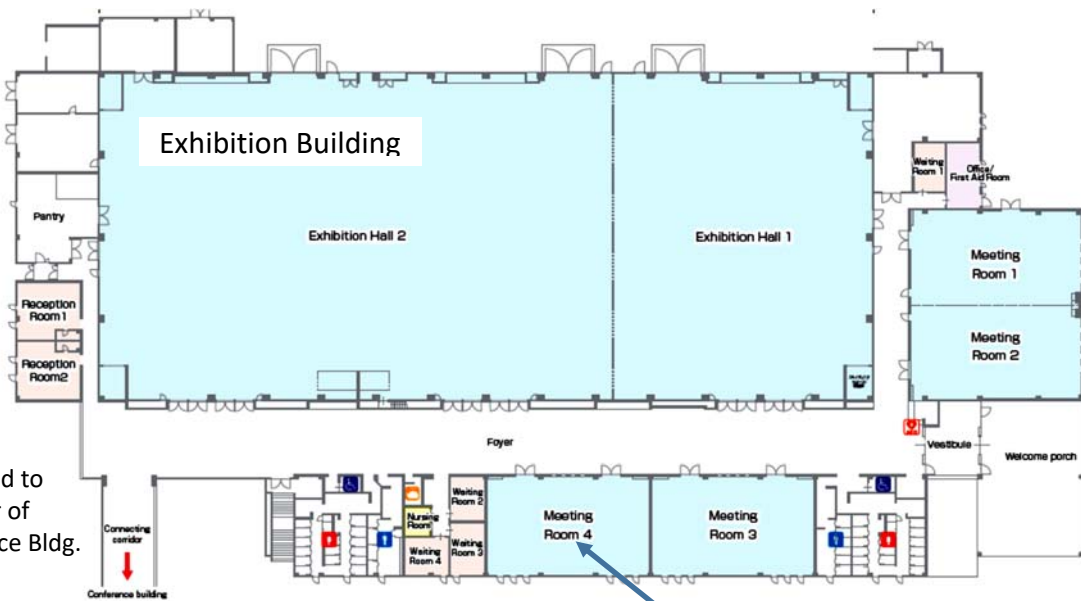 Exhibition Building
Waiting
Room 1
Office/
First Aid Room
Pantry
Exhibition Hall 2
Exhibition Hall 1
Meeting
Room 1
Reception
Room1
Meeting
Room 2
Reception
Room2
Foyer
AED
Vestibule
Welcome porch
d to
r of
ce Bldg.
Connecting
corridor
Conference building
Nursing
Room
Waiting
Room 2
Waiting
Room 3
Waiting
Room 4
Meeting
Room 4
Meeting
Room 3